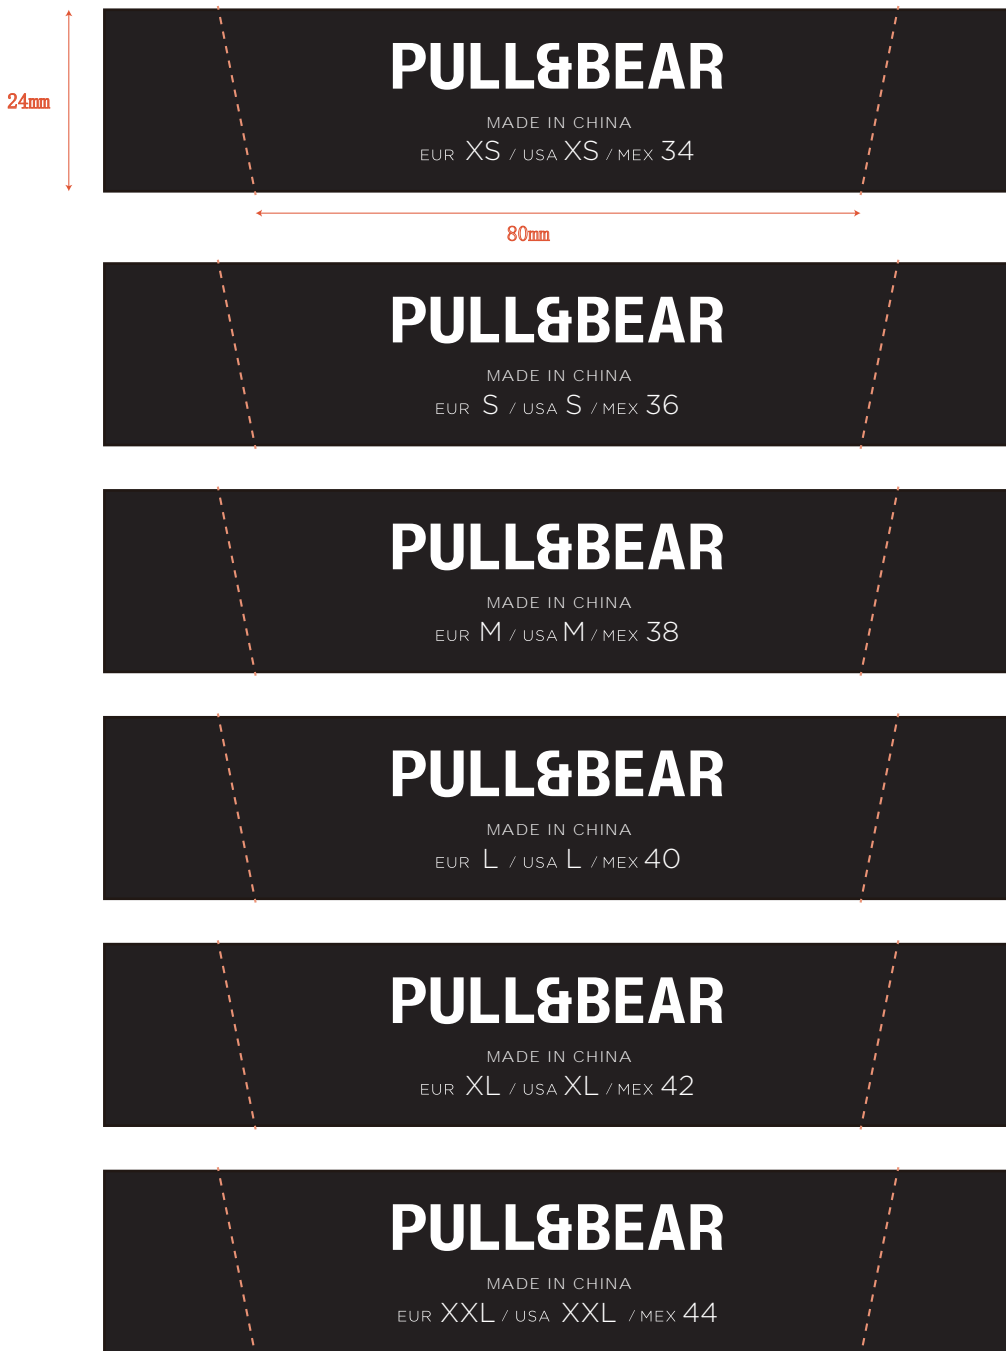 PULL&BEAR
24mm
MADE IN CHINA
EUR XS / USA XS / MEX 34
80mm
PULL&BEAR
MADE IN CHINA
EUR S / USA S / MEX 36
PULL&BEAR
MADE IN CHINA
EUR M / USA M / MEX 38
PULL&BEAR
MADE IN CHINA
EUR L / USA L / MEX 40
PULL&BEAR
MADE IN CHINA
EUR XL / USA XL / MEX 42
PULL&BEAR
MADE IN CHINA
EUR XXL / USA XXL / MEX 44